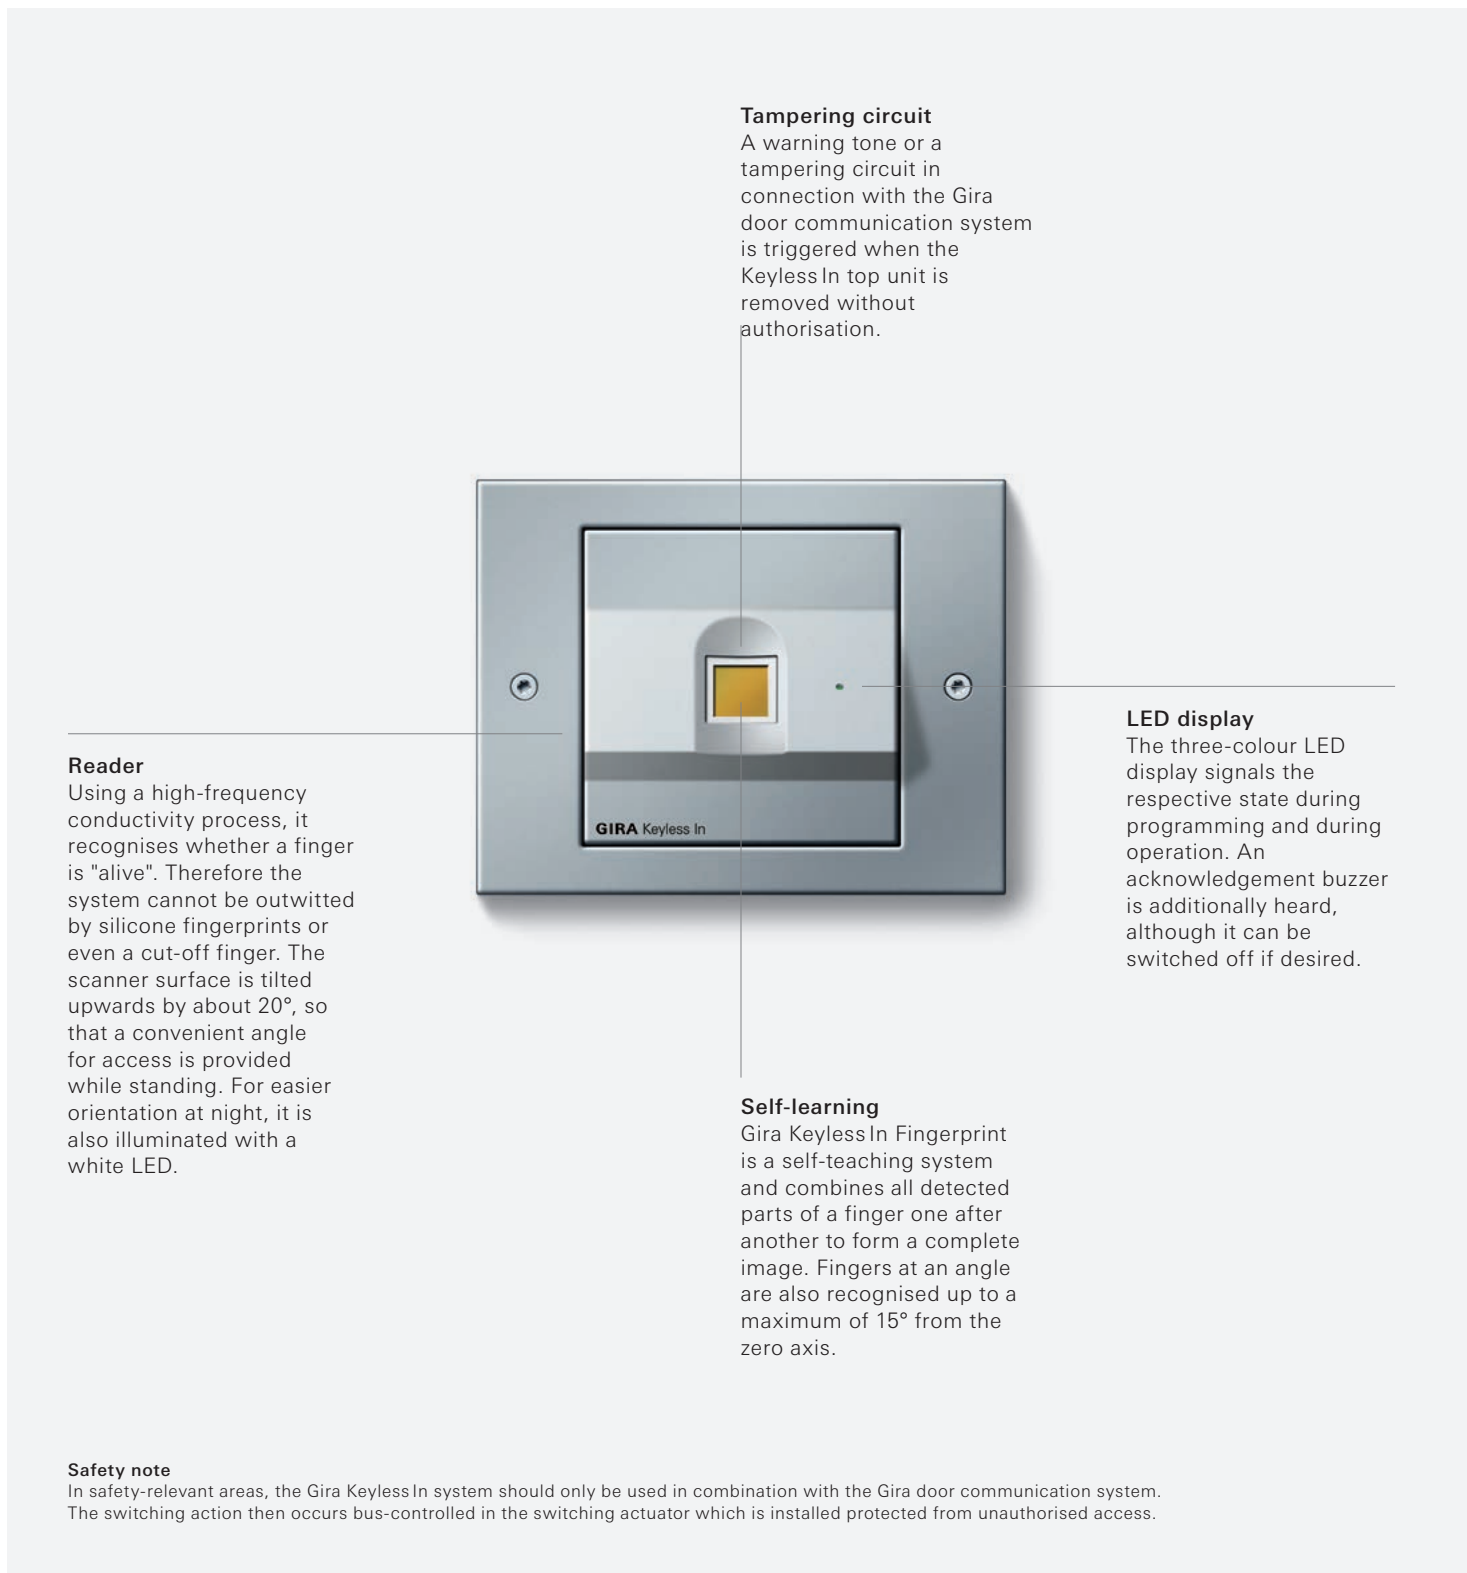 Tampering circuit
A warning tone or a
tampering circuit in
connection with the Gira
door communication system
is triggered when the
Keyless In top unit is
removed without
authorisation.
GIRA Keyless In
LED display
The three-colour LED
display signals the
respective state during
programming and during
operation. An
acknowledgement buzzer
is additionally heard,
although it can be
switched off if desired.
Reader
Using a high-frequency
conductivity process, it
recognises whether a finger
is "alive". Therefore the
system cannot be outwitted
by silicone fingerprints or
even a cut-off finger. The
scanner surface is tilted
upwards by about 20°, so
that a convenient angle
for access is provided
while standing. For easier
orientation at night, it is
also illuminated with a
white LED.
Self-learning
Gira Keyless In Fingerprint
is a self-teaching system
and combines all detected
parts of a finger one after
another to form a complete
image. Fingers at an angle
are also recognised up to a
maximum of 15° from the
zero axis.
Safety note
In safety-relevant areas, the Gira Keyless In system should only be used in combination with the Gira door communication system.
The switching action then occurs bus-controlled in the switching actuator which is installed protected from unauthorised access.